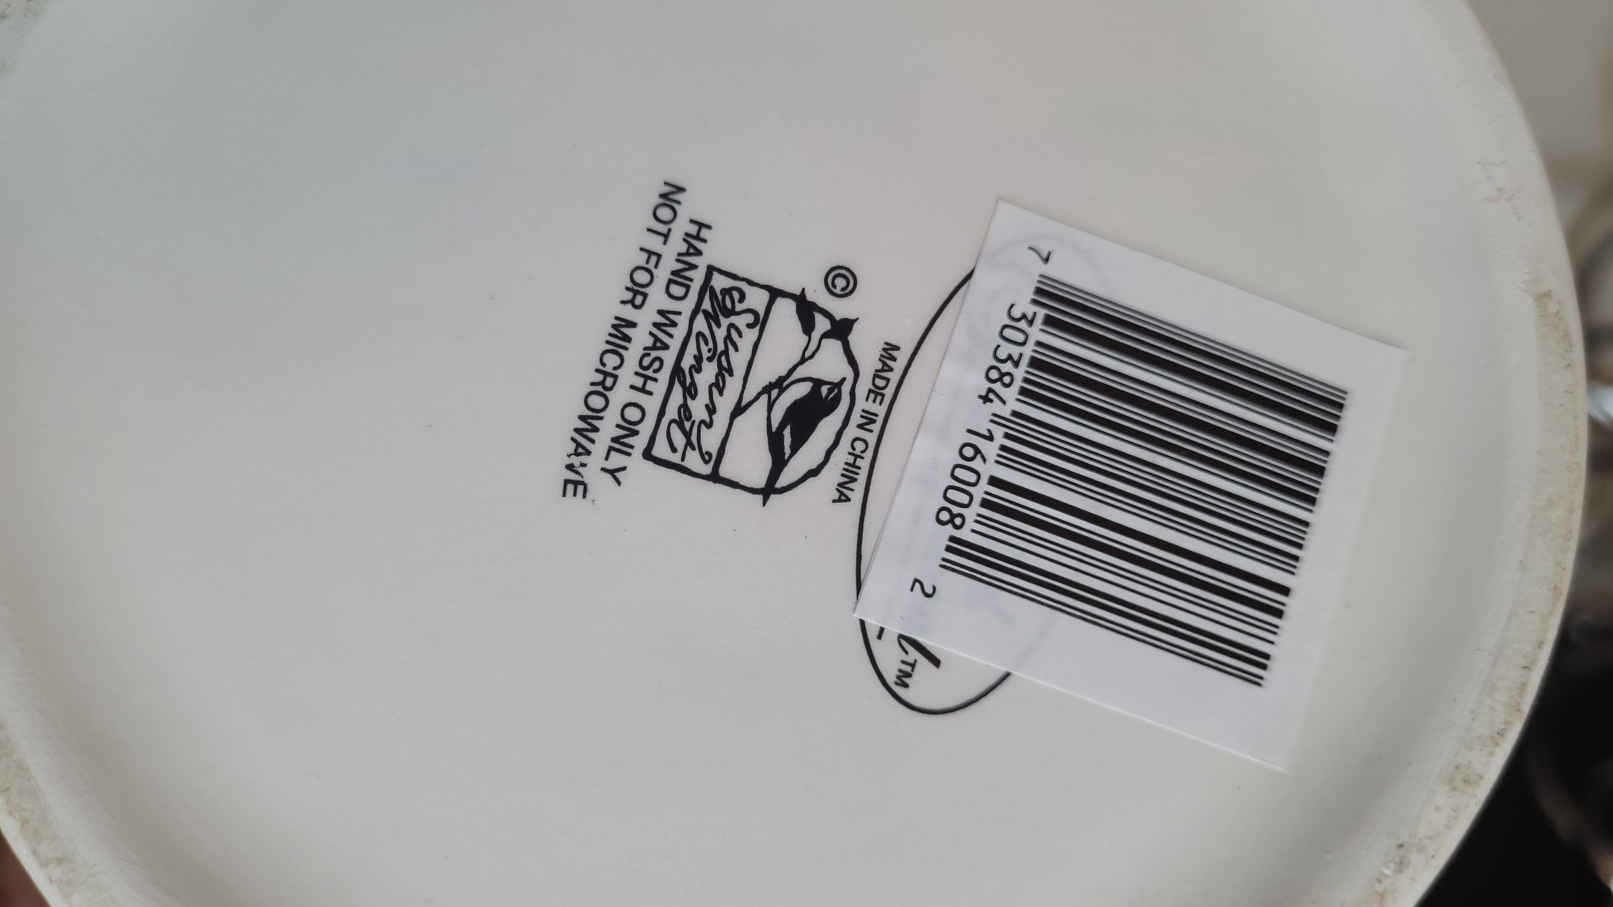 7 30384 16008 2
TM
MADE IN CHINA
©
Susan
Winget
HAND WASH ONLY
NOT FOR MICROWAVE